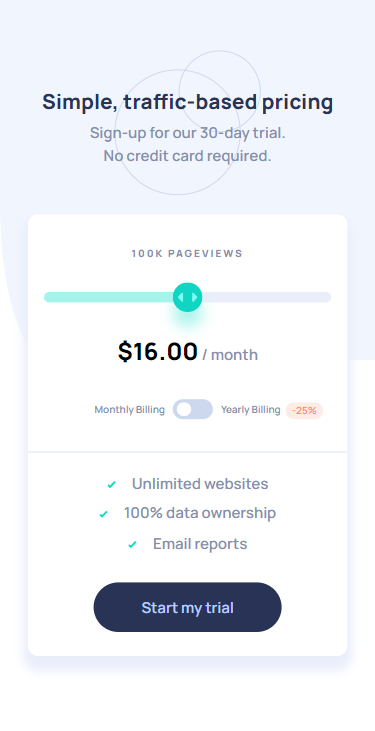 Simple, traffic-based pricing
Sign-up for our 30-day trial.
No credit card required.
100K PAGEVIEWS
$16.00 / month
Monthly Billing Yearly Billing -25%
Unlimited websites
100% data ownership
Email reports
Start my trial